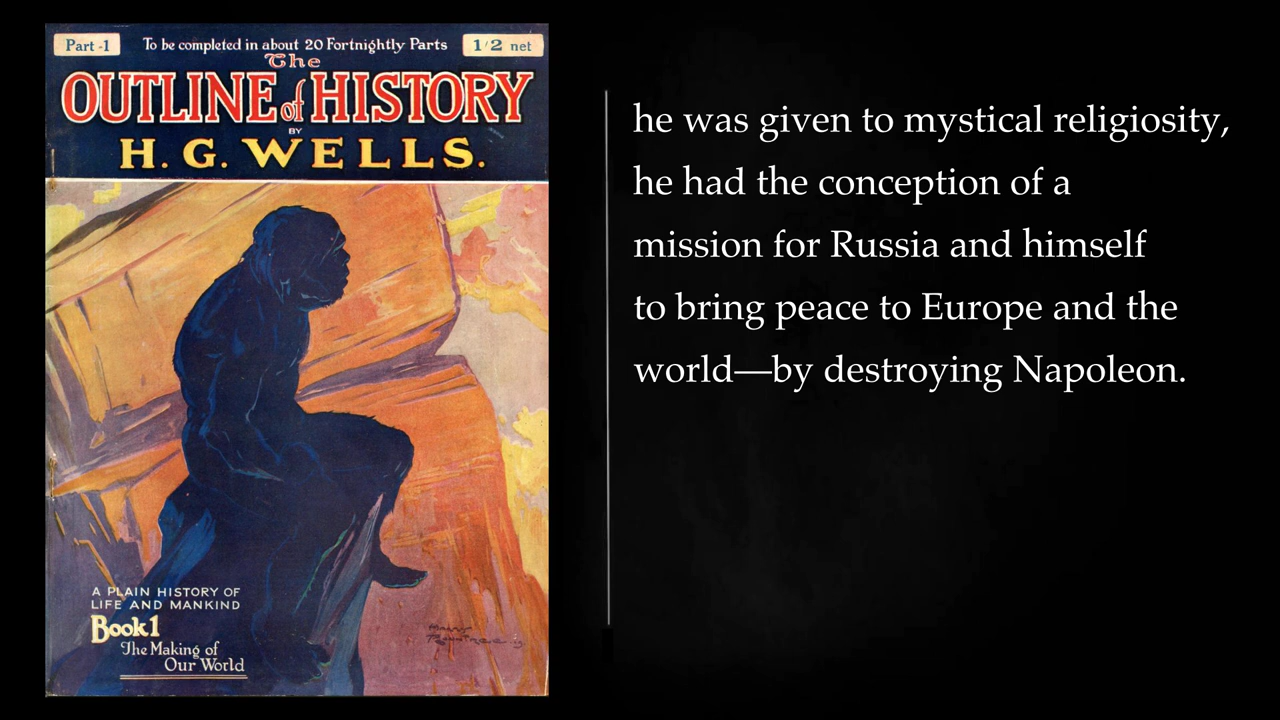 Part -1
To be completed in about 20 Fortnightly Parts
1/2 net
The
OUTLINE of HISTORY
BY
H. G. WELLS.
A PLAIN HISTORY OF
LIFE AND MANKIND
Book 1
The Making of
Our World
he was given to mystical religiosity,
he had the conception of a
mission for Russia and himself
to bring peace to Europe and the
world—by destroying Napoleon.